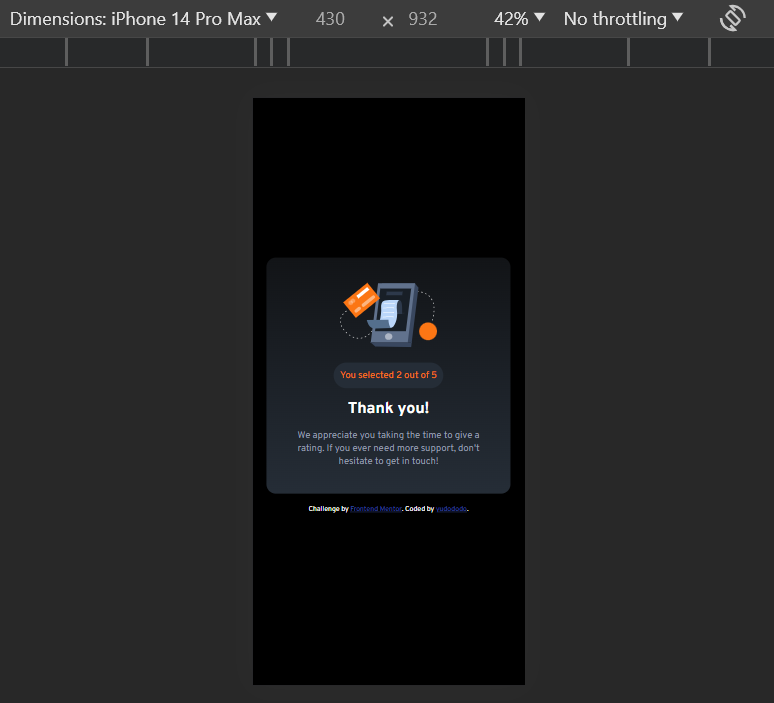 Dimensions: iPhone 14 Pro Max ▼ 430 × 932 42% ▼ No throttling ▼
You selected 2 out of 5
Thank you!
We appreciate you taking the time to give a
rating. If you ever need more support, don't
hesitate to get in touch!
Challenge by Frontend Mentor. Coded by